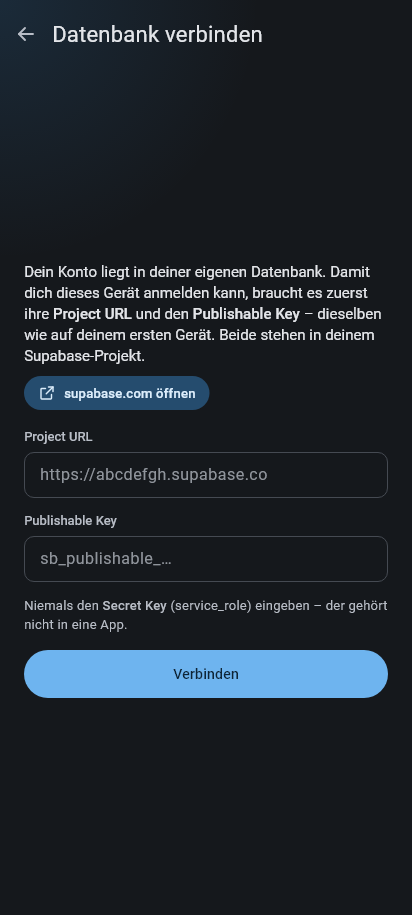 Datenbank verbinden
Dein Konto liegt in deiner eigenen Datenbank. Damit
dich dieses Gerät anmelden kann, braucht es zuerst
ihre Project URL und den Publishable Key – dieselben
wie auf deinem ersten Gerät. Beide stehen in deinem
Supabase-Projekt.
supabase.com öffnen
Project URL
https://abcdefgh.supabase.co
Publishable Key
sb_publishable_…
Niemals den Secret Key (service_role) eingeben – der gehört
nicht in eine App.
Verbinden